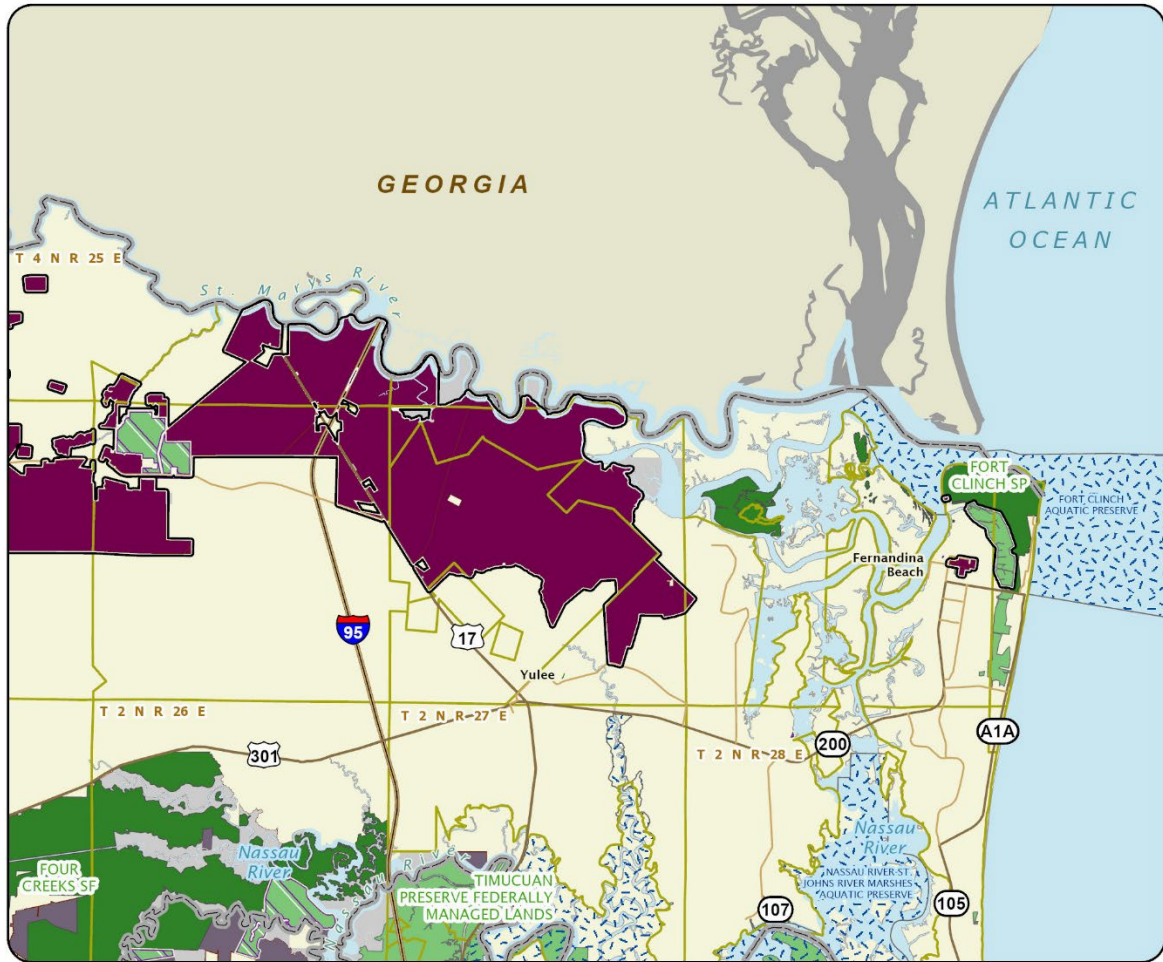 GEORGIA
ATLANTIC
OCEAN
T 4 N R 25 E
St. Marys River
FORT
CLINCH SP
FORT CLINCH
AQUATIC PRESERVE
Fernandina
Beach
95
17
Yulee
T 2 N R 26 E
T 2 N R 27 E
T 2 N R 28 E
301
200
A1A
Nassau
River
FOUR
CREEKS SF
Nassau River
TIMUCUAN
PRESERVE FEDERALLY
MANAGED LANDS
Nassau
River
NASSAU RIVER-ST.
JOHNS RIVER MARSHES
AQUATIC PRESERVE
107
105